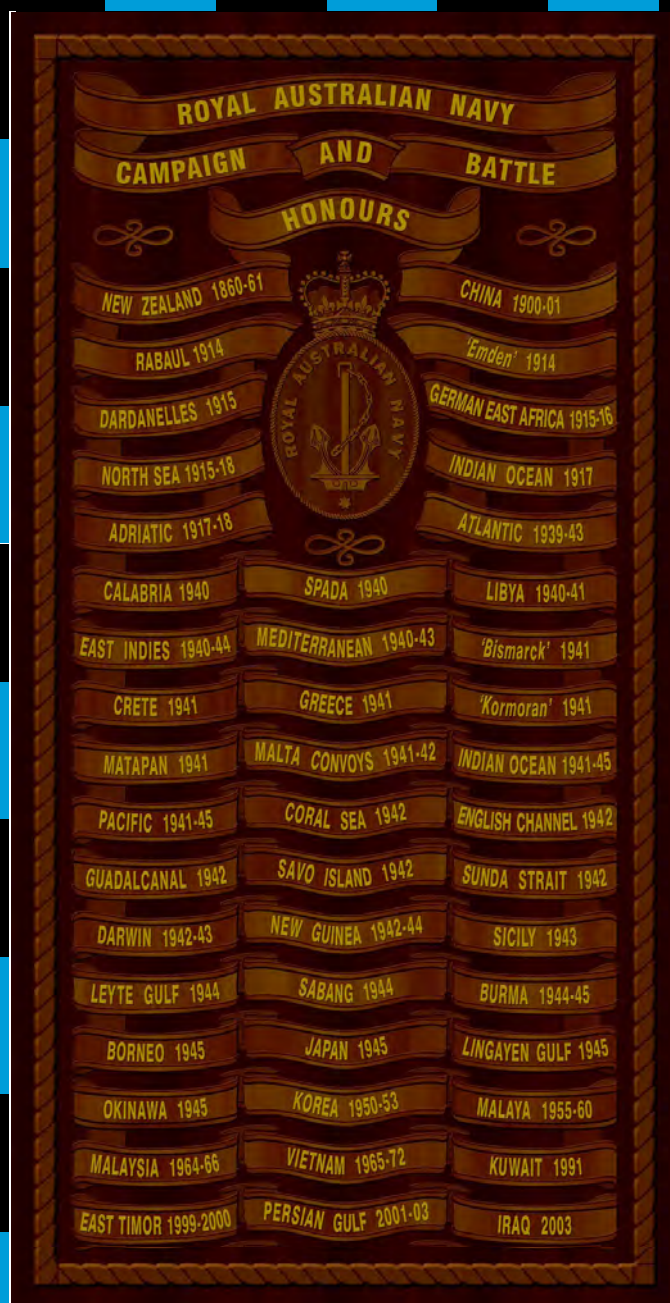 ROYAL AUSTRALIAN NAVY
CAMPAIGN AND BATTLE
HONOURS
NEW ZEALAND 1860-61
CHINA 1900-01
RABAUL 1914
'Emden' 1914
DARDANELLES 1915
GERMAN EAST AFRICA 1915-16
NORTH SEA 1915-18
INDIAN OCEAN 1917
ADRIATIC 1917-18
ATLANTIC 1939-43
ROYAL AUSTRALIAN NAVY
CALABRIA 1940
SPADA 1940
LIBYA 1940-41
EAST INDIES 1940-44
MEDITERRANEAN 1940-43
'Bismarck' 1941
CRETE 1941
GREECE 1941
'Kormoran' 1941
MATAPAN 1941
MALTA CONVOYS 1941-42
INDIAN OCEAN 1941-45
PACIFIC 1941-45
CORAL SEA 1942
ENGLISH CHANNEL 1942
GUADALCANAL 1942
SAVO ISLAND 1942
SUNDA STRAIT 1942
DARWIN 1942-43
NEW GUINEA 1942-44
SICILY 1943
LEYTE GULF 1944
SABANG 1944
BURMA 1944-45
BORNEO 1945
JAPAN 1945
LINGAYEN GULF 1945
OKINAWA 1945
KOREA 1950-53
MALAYA 1955-60
MALAYSIA 1964-66
VIETNAM 1965-72
KUWAIT 1991
EAST TIMOR 1999-2000
PERSIAN GULF 2001-03
IRAQ 2003